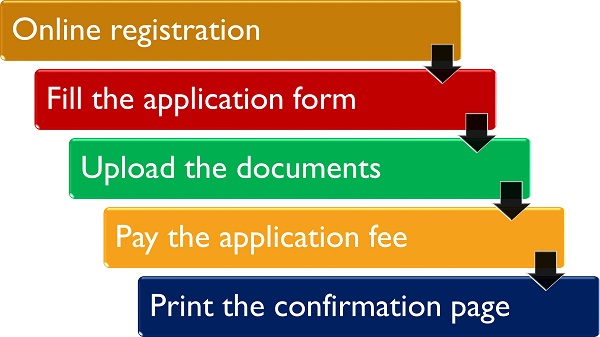 Online registration
Fill the application form
Upload the documents
Pay the application fee
Print the confirmation page